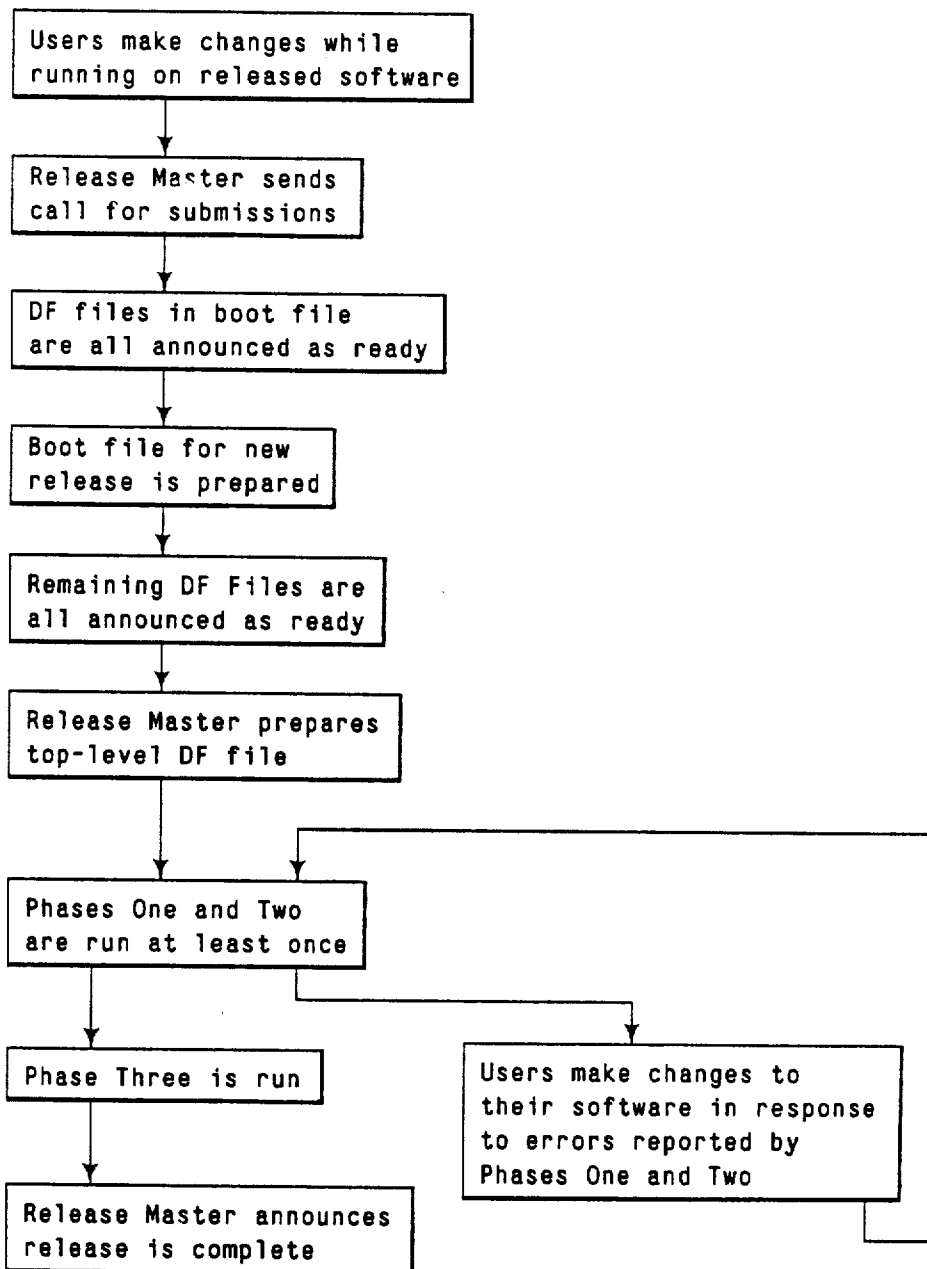 Users make changes while
running on released software
Release Master sends
call for submissions
DF files in boot file
are all announced as ready
Boot file for new
release is prepared
Remaining DF Files are
all announced as ready
Release Master prepares
top-level DF file
Phases One and Two
are run at least once
Phase Three is run
Users make changes to
their software in response
to errors reported by
Phases One and Two
Release Master announces
release is complete